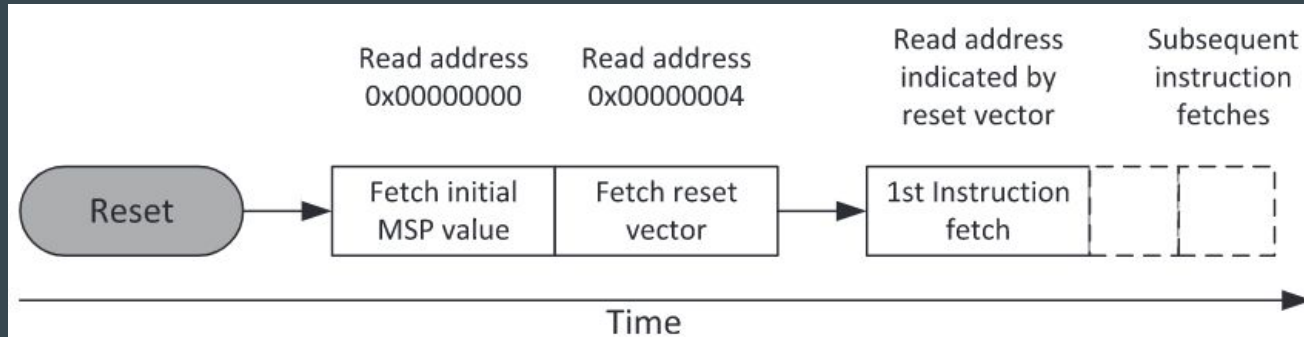 Read address
0x00000000
Read address
0x00000004
Read address
indicated by
reset vector
Subsequent
instruction
fetches
Reset
Fetch initial
MSP value
Fetch reset
vector
1st Instruction
fetch
Time